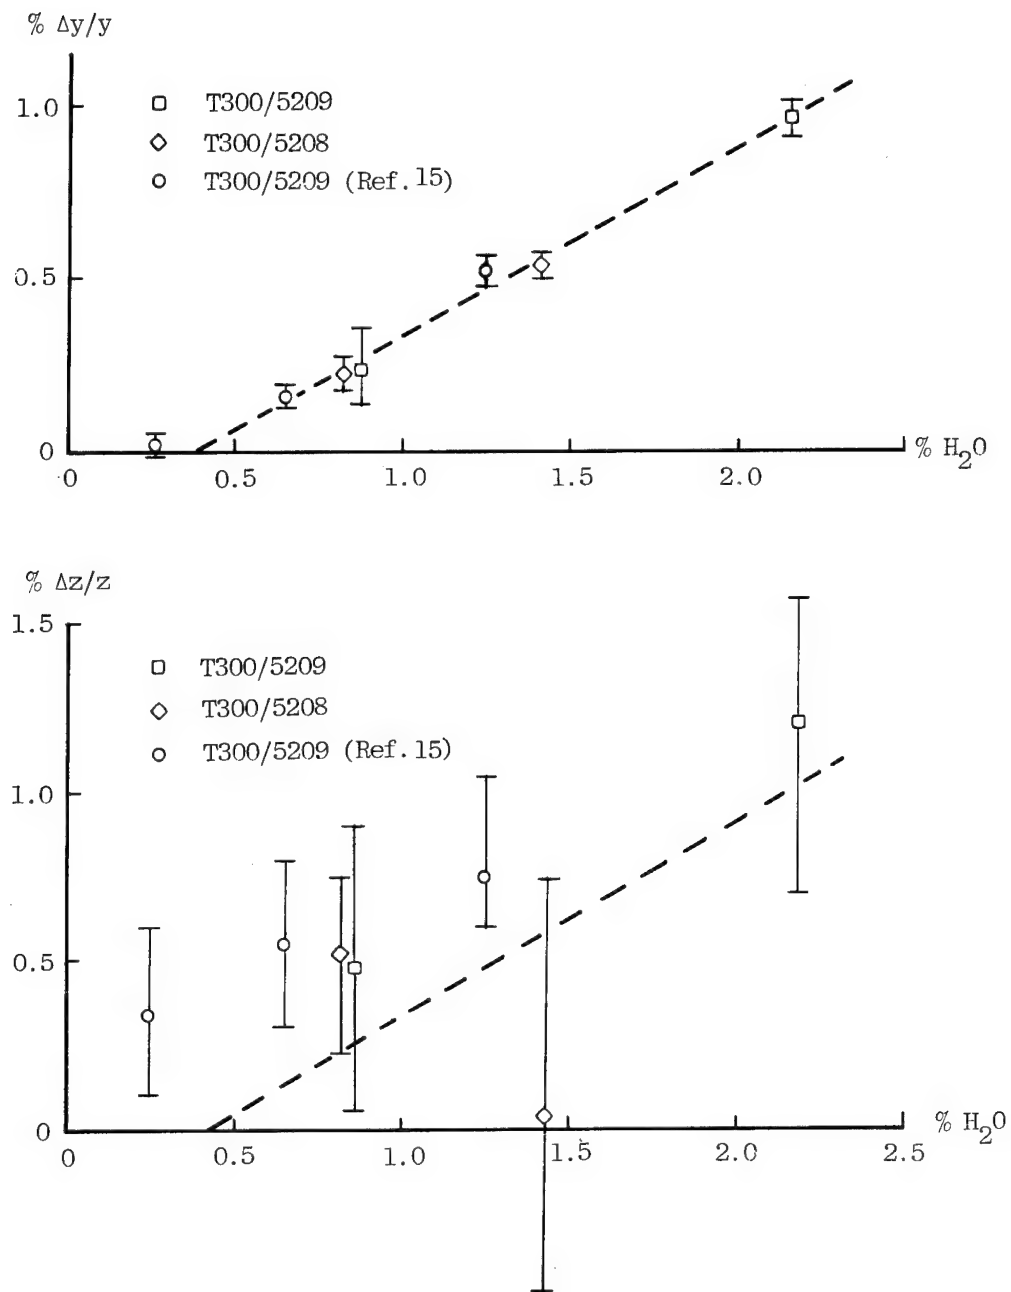 % Δy/y
1.0
T300/5209
T300/5208
T300/5209 (Ref. 15)
0.5
0
% H₂O
0 0.5 1.0 1.5 2.0
% Δz/z
1.5
T300/5209
T300/5208
T300/5209 (Ref. 15)
1.0
0.5
0
% H₂O
0 0.5 1.0 1.5 2.0 2.5